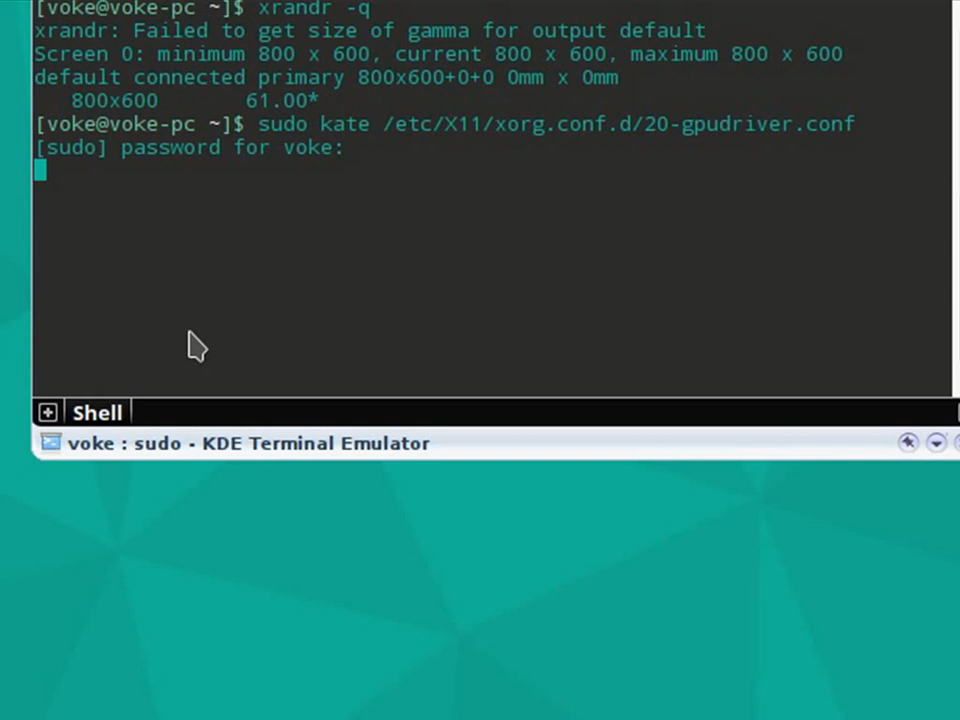 [voke@voke-pc ~]$ xrandr -q
xrandr: Failed to get size of gamma for output default
Screen 0: minimum 800 x 600, current 800 x 600, maximum 800 x 600
default connected primary 800x600+0+0 0mm x 0mm
   800x600       61.00*
[voke@voke-pc ~]$ sudo kate /etc/X11/xorg.conf.d/20-gpudriver.conf
[sudo] password for voke:
Shell
voke : sudo - KDE Terminal Emulator